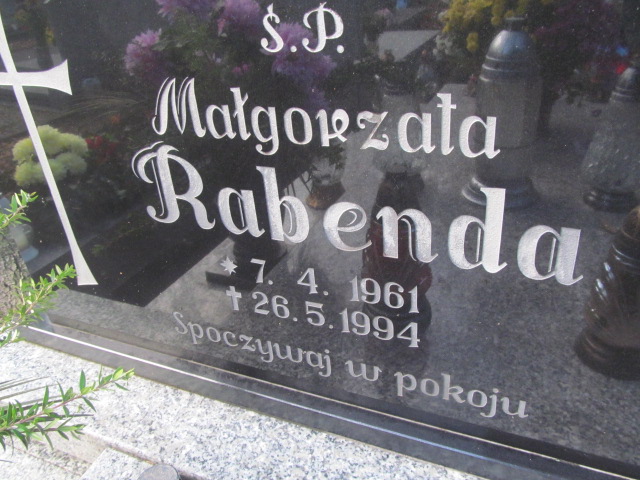 Ś.P.
Małgorzata
Rabenda
* 7. 4. 1961
✝ 26.5.1994
Spoczywaj w pokoju